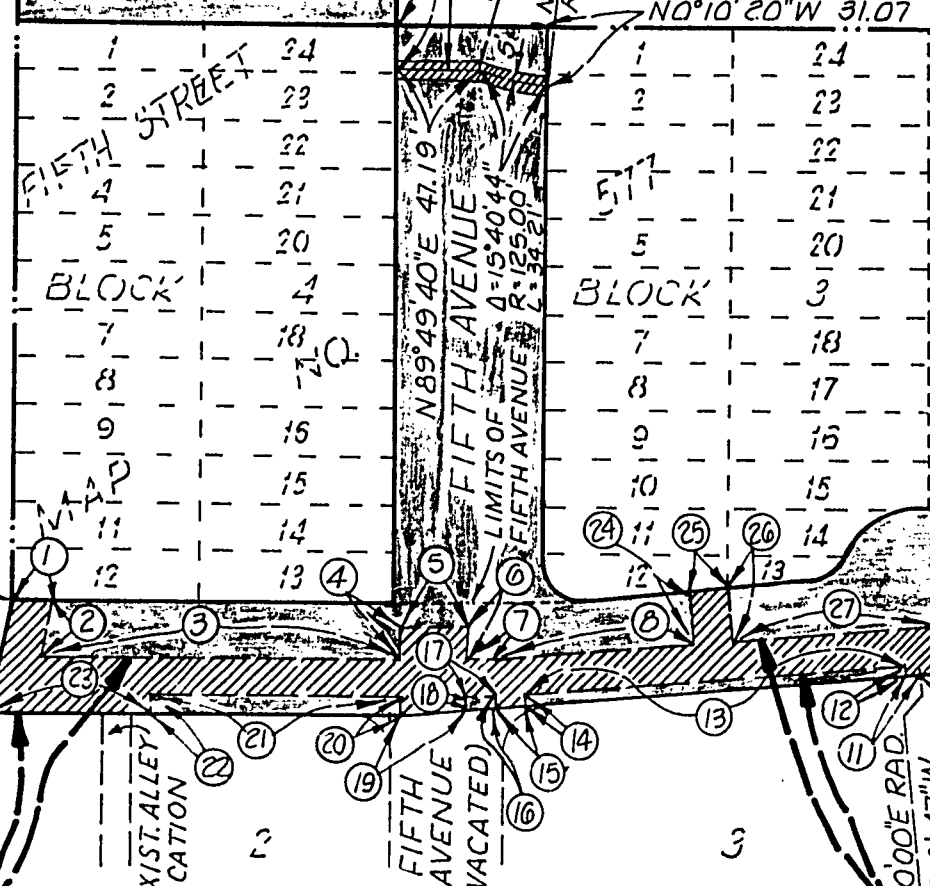 N0°10'20"W 31.07
1 24 1 24
2 23 2 23
22 22
4 21 21
5 20 5 20
FIFTH STREET
MAP
BLOCK 4 BLOCK 3
577
NO.
7 18 7 18
8 8 17
9 16 9 16
15 10 15
11 14 11 14
12 13 12 13
N89°49'40"E 47.19
FIFTH AVENUE
LIMITS OF
FIFTH AVENUE
Δ=15°40'44"
R=125.00'
L=34.21'
1
2
3
4
5
6
7
8
24
25
26
27
17
18
23
21
20
19
22
16
15
14
13
12
11
FIFTH
AVENUE
VACATED)
2
3